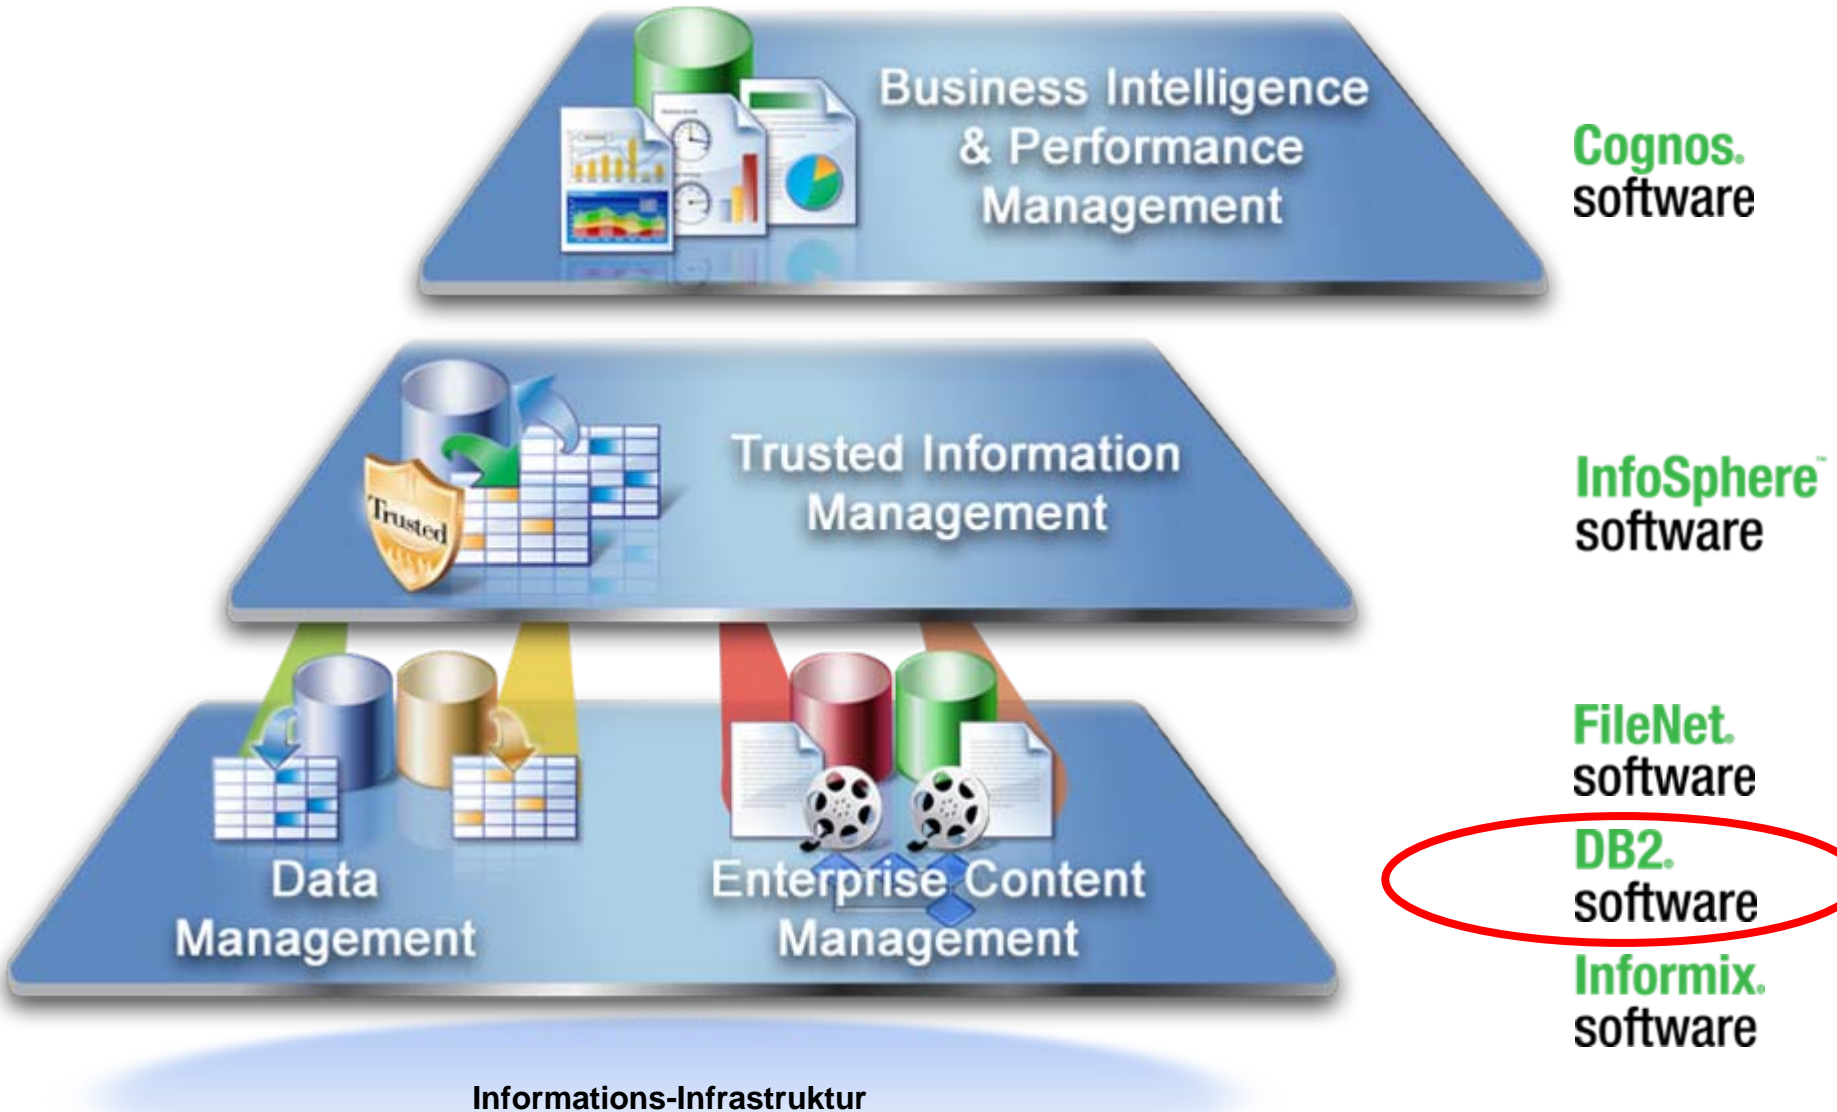 Business Intelligence
& Performance
Management
Cognos.
software
Trusted
Trusted Information
Management
InfoSphere™
software
Data
Management
Enterprise Content
Management
FileNet.
software
DB2.
software
Informix.
software
Informations-Infrastruktur